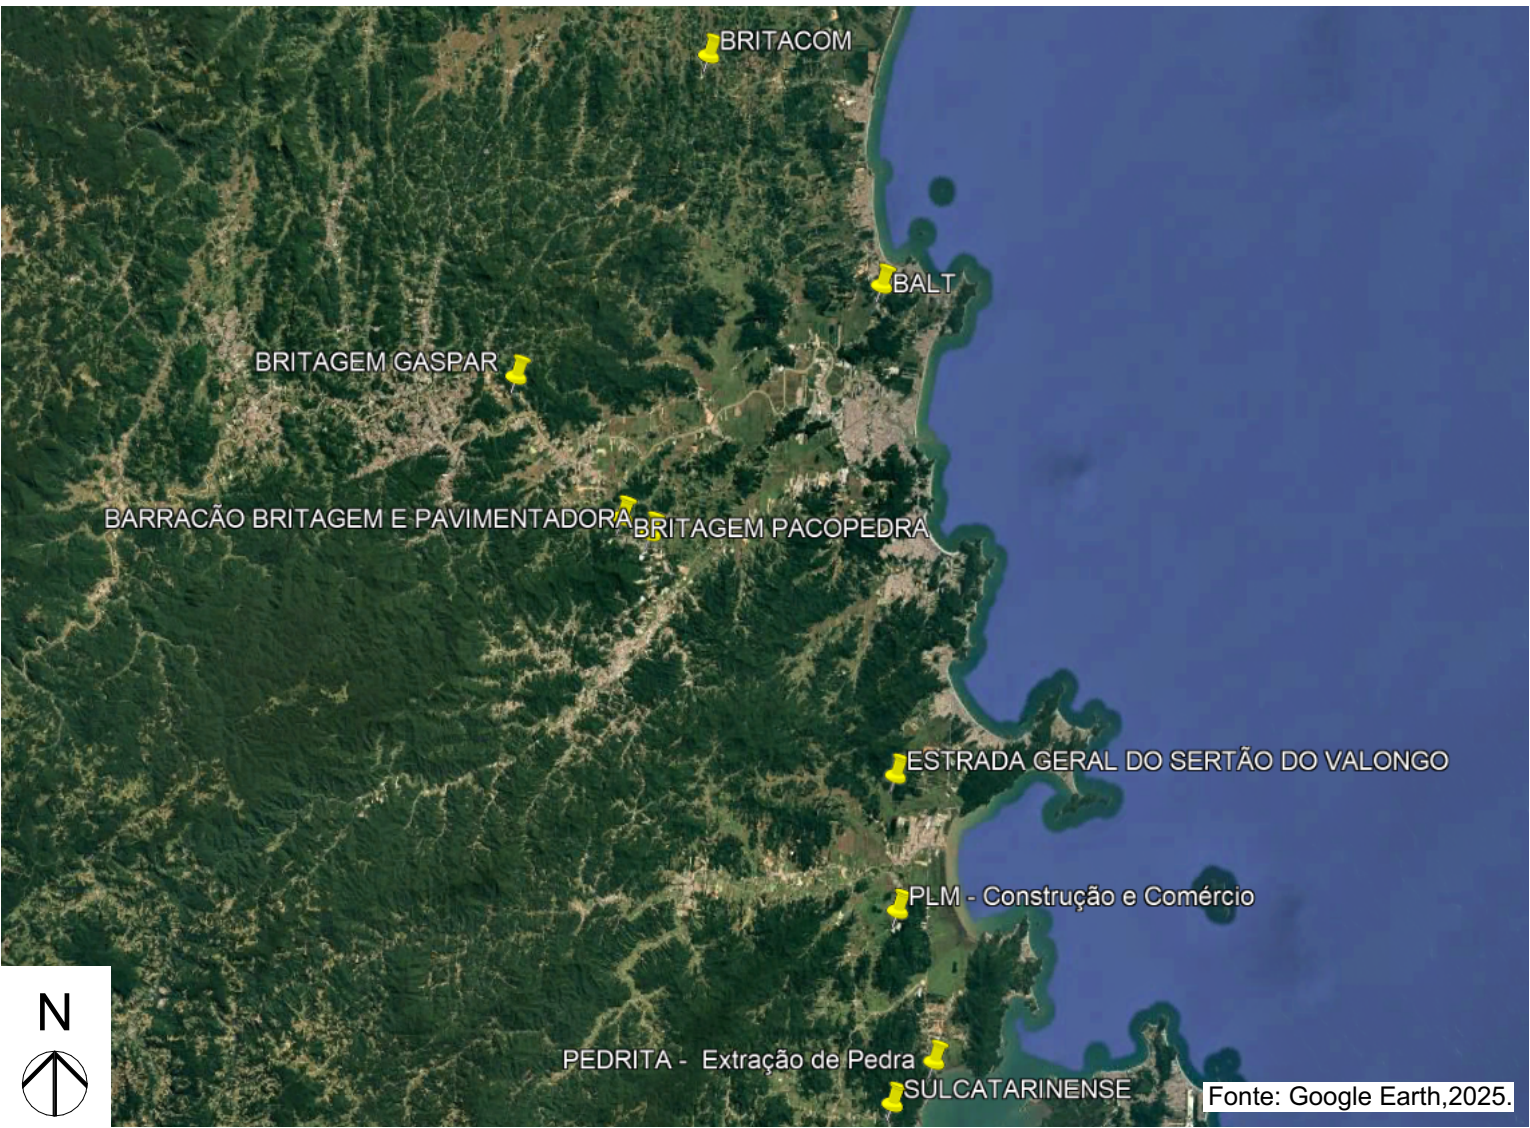 BRITACOM
BALT
BRITAGEM GASPAR
BARRACÃO BRITAGEM E PAVIMENTADORA
BRITAGEM PACOPEDRA
ESTRADA GERAL DO SERTÃO DO VALONGO
PLM - Construção e Comércio
N
PEDRITA - Extração de Pedra
SULCATARINENSE
Fonte: Google Earth,2025.